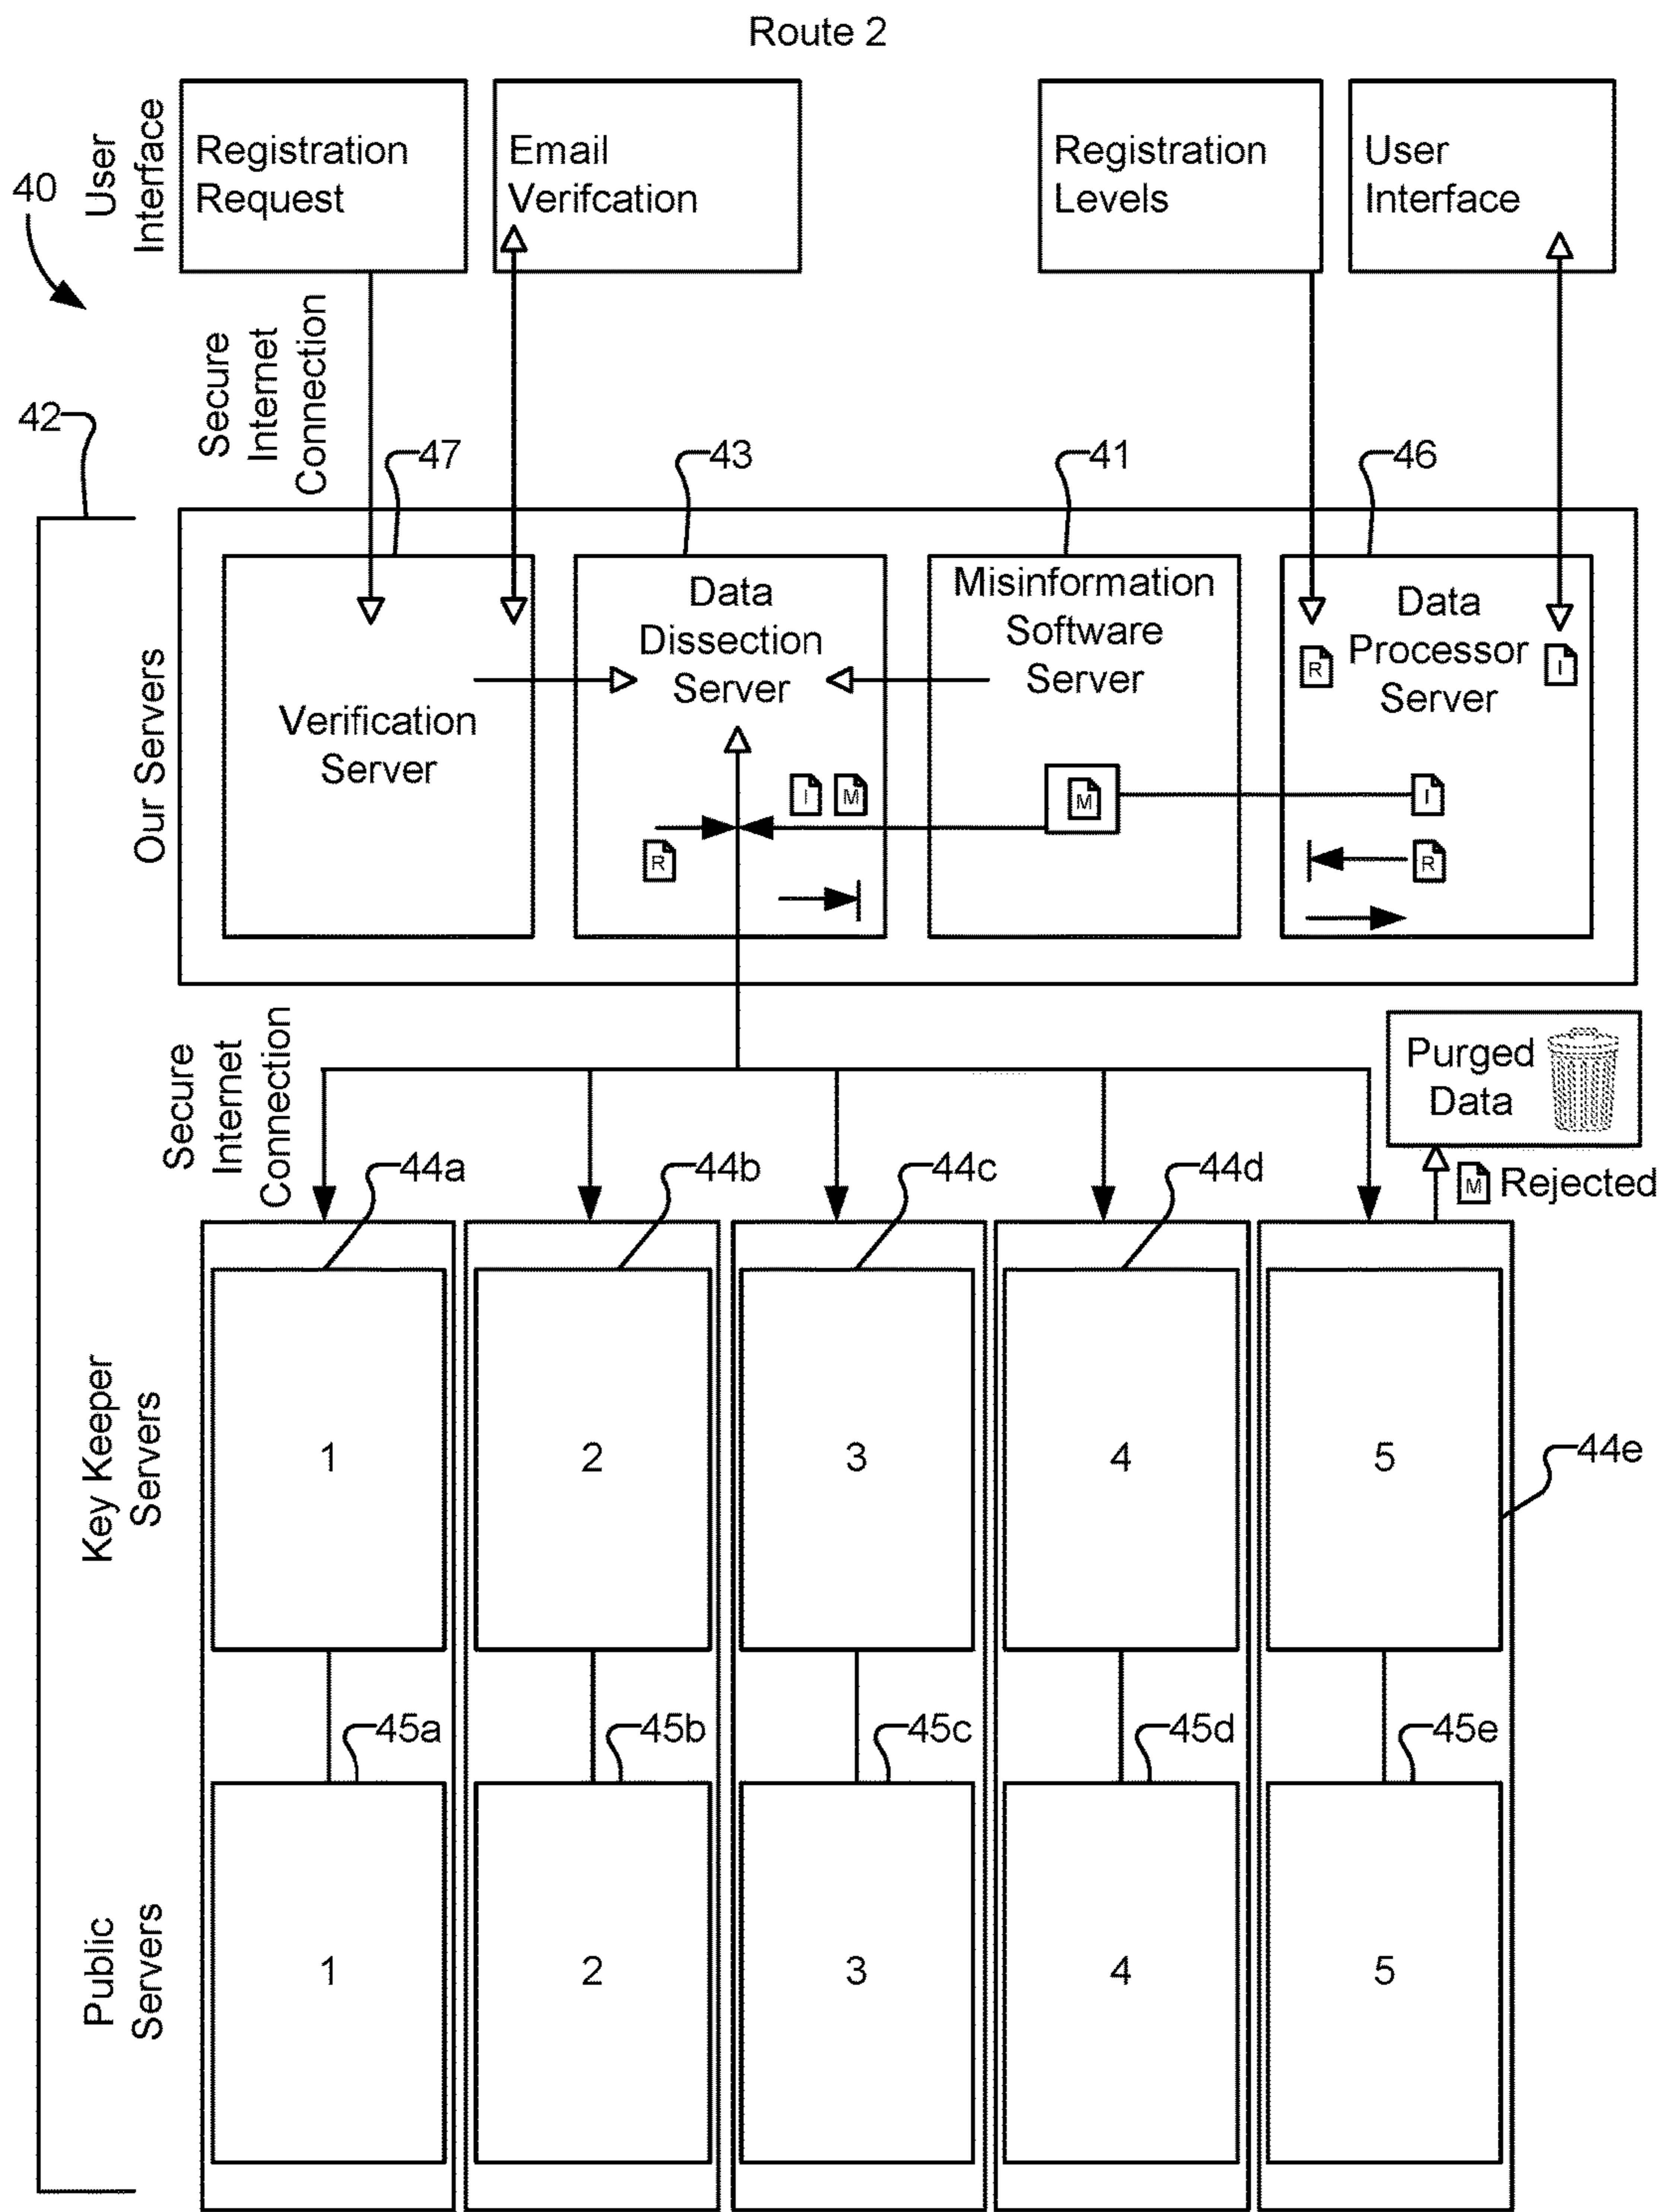 Route 2
User
Interface
Registration
Request
Email
Verifcation
Registration
Levels
User
Interface
40
Secure
Internet
Connection
42
47
43
41
46
Our Servers
Verification
Server
Data
Dissection
Server
Misinformation
Software
Server
Data
Processor
Server
R
I
I
M
M
I
R
R
Secure
Internet
Connection
Purged
Data
M Rejected
44a
44b
44c
44d
Key Keeper
Servers
1
2
3
4
5
44e
45a
45b
45c
45d
45e
Public
Servers
1
2
3
4
5